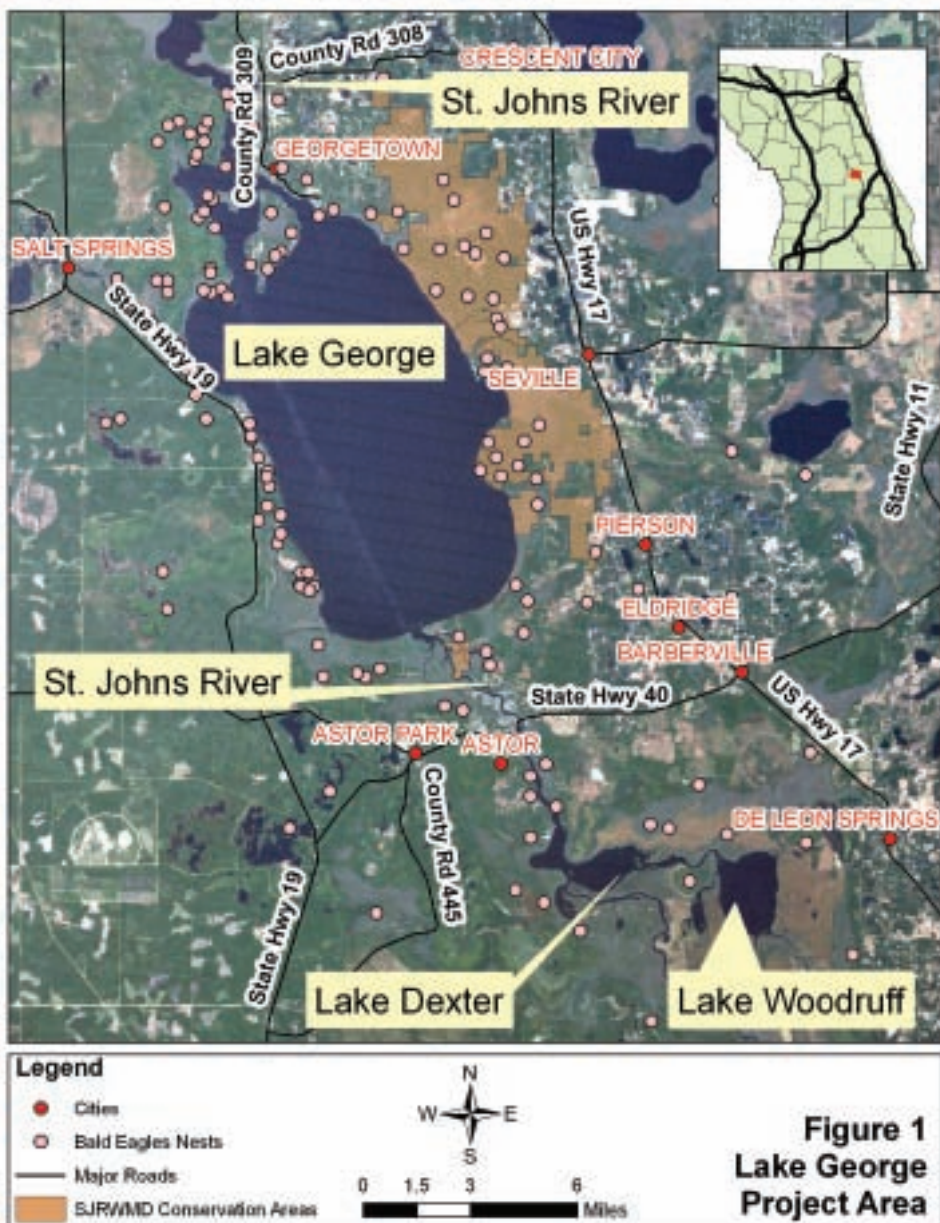 County Rd 308
County Rd 309
CRESCENT CITY
St. Johns River
GEORGETOWN
US Hwy 17
SALT SPRINGS
State Hwy 19
Lake George
SEVILLE
State Hwy 11
PIERSON
ELDRIDGE
BARBERVILLE
St. Johns River
State Hwy 40
US Hwy 17
ASTOR PARK
ASTOR
County Rd 445
DE LEON SPRINGS
State Hwy 19
Lake Dexter
Lake Woodruff
Legend
Cities
Bald Eagles Nests
Major Roads
SJRWMD Conservation Areas
N
W
E
S
0 1.5 3 6
Miles
Figure 1
Lake George
Project Area